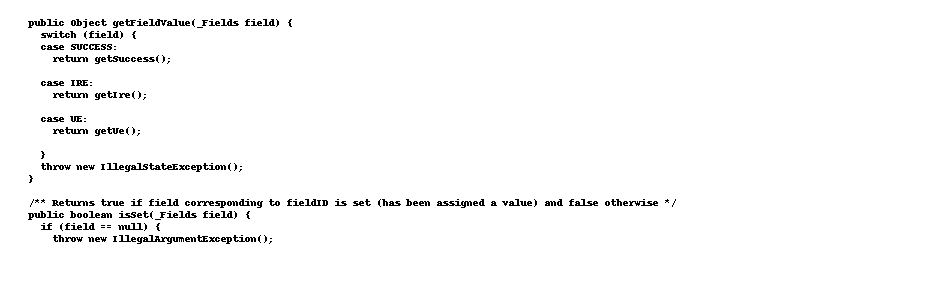 public Object getFieldValue(_Fields field) {
switch (field) {
case SUCCESS:
return getSuccess();
case IRE:
return getIre();
case UE:
return getUe();
}
throw new IllegalStateException();
}
/** Returns true if field corresponding to fieldID is set (has been assigned a value) and false otherwise */
public boolean isSet(_Fields field) {
if (field == null) {
throw new IllegalArgumentException();